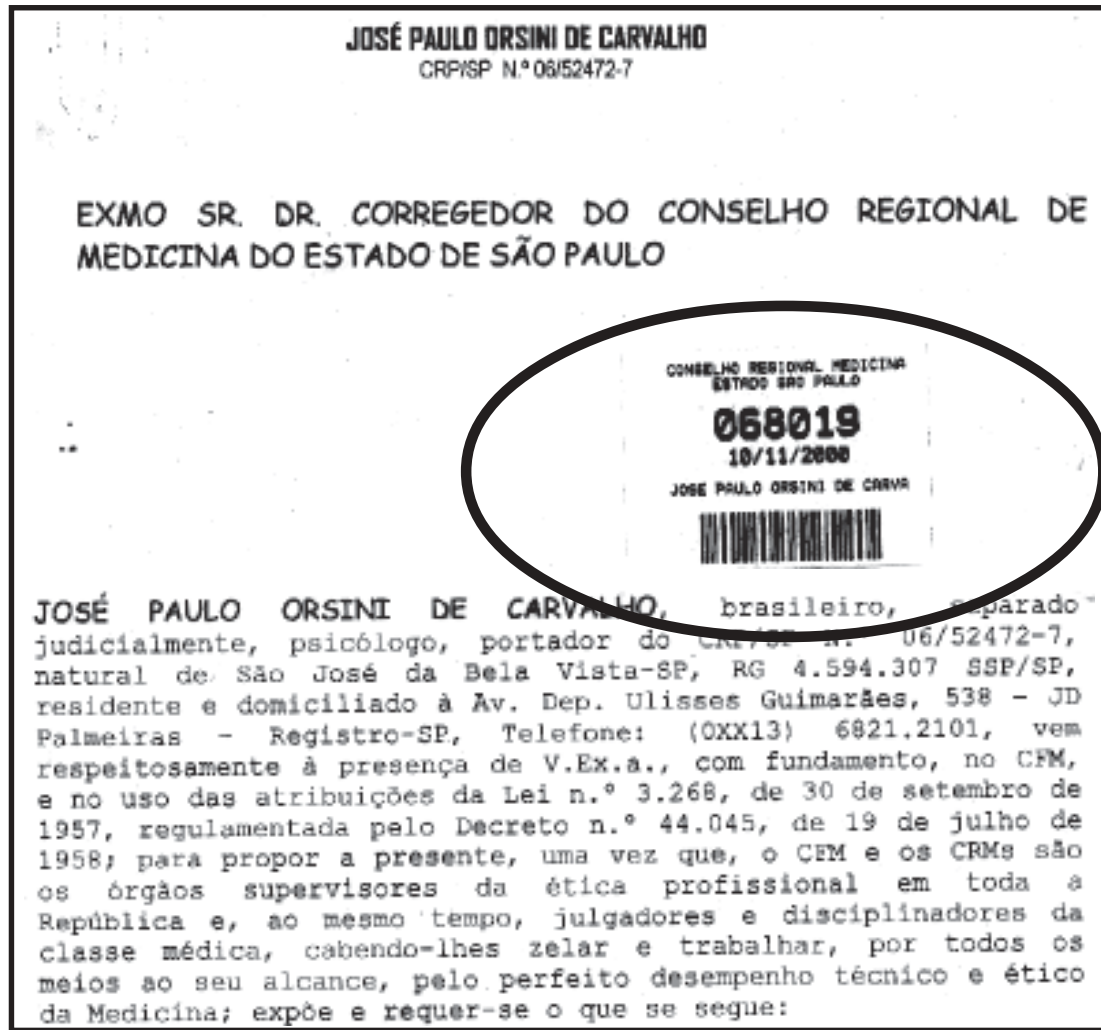 JOSÉ PAULO ORSINI DE CARVALHO
CRP/SP N.º 06/52472-7
EXMO SR. DR. CORREGEDOR DO CONSELHO REGIONAL DE
MEDICINA DO ESTADO DE SÃO PAULO
CONSELHO REGIONAL MEDICINA
ESTADO SAO PAULO
068019
10/11/2000
JOSE PAULO ORSINI DE CARVA
JOSÉ PAULO ORSINI DE CARVALHO, brasileiro, separado
judicialmente, psicólogo, portador do CRP/SP N.º 06/52472-7,
natural de São José da Bela Vista-SP, RG 4.594.307 SSP/SP,
residente e domiciliado à Av. Dep. Ulisses Guimarães, 538 - JD
Palmeiras - Registro-SP, Telefone: (0XX13) 6821.2101, vem
respeitosamente à presença de V.Ex.a., com fundamento, no CFM,
e no uso das atribuições da Lei n.º 3.268, de 30 de setembro de
1957, regulamentada pelo Decreto n.º 44.045, de 19 de julho de
1958; para propor a presente, uma vez que, o CFM e os CRMs são
os órgãos supervisores da ética profissional em toda a
República e, ao mesmo tempo, julgadores e disciplinadores da
classe médica, cabendo-lhes zelar e trabalhar, por todos os
meios ao seu alcance, pelo perfeito desempenho técnico e ético
da Medicina; expõe e requer-se o que se segue: